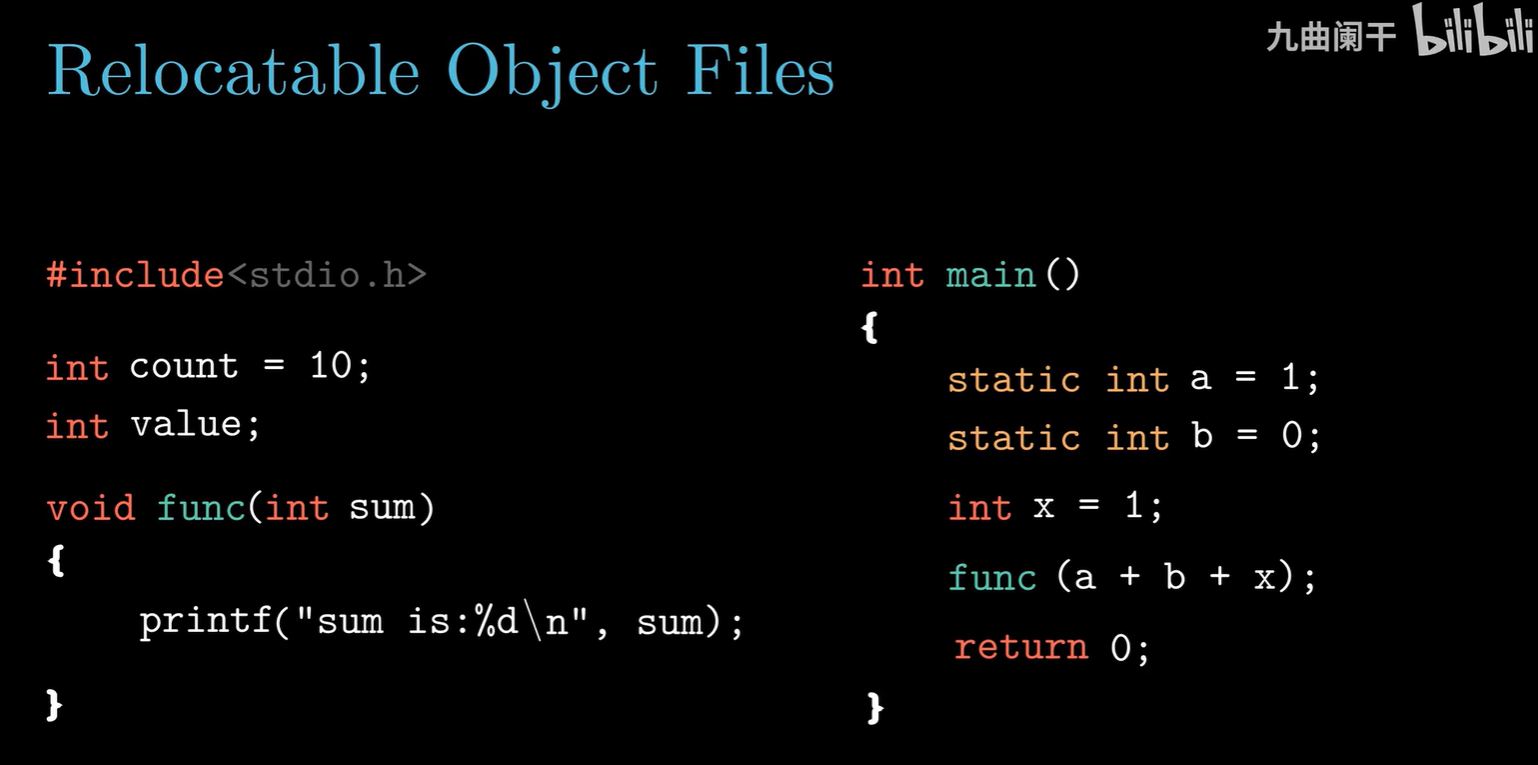 九曲阑干 bilibili
Relocatable Object Files
#include<stdio.h>
int count = 10;
int value;
void func(int sum)
{
printf("sum is:%d\n", sum);
}
int main()
{
static int a = 1;
static int b = 0;
int x = 1;
func (a + b + x);
return 0;
}